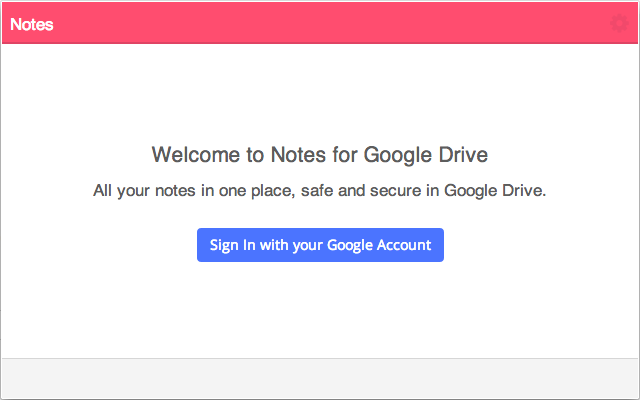 Notes
Welcome to Notes for Google Drive
All your notes in one place, safe and secure in Google Drive.
Sign In with your Google Account